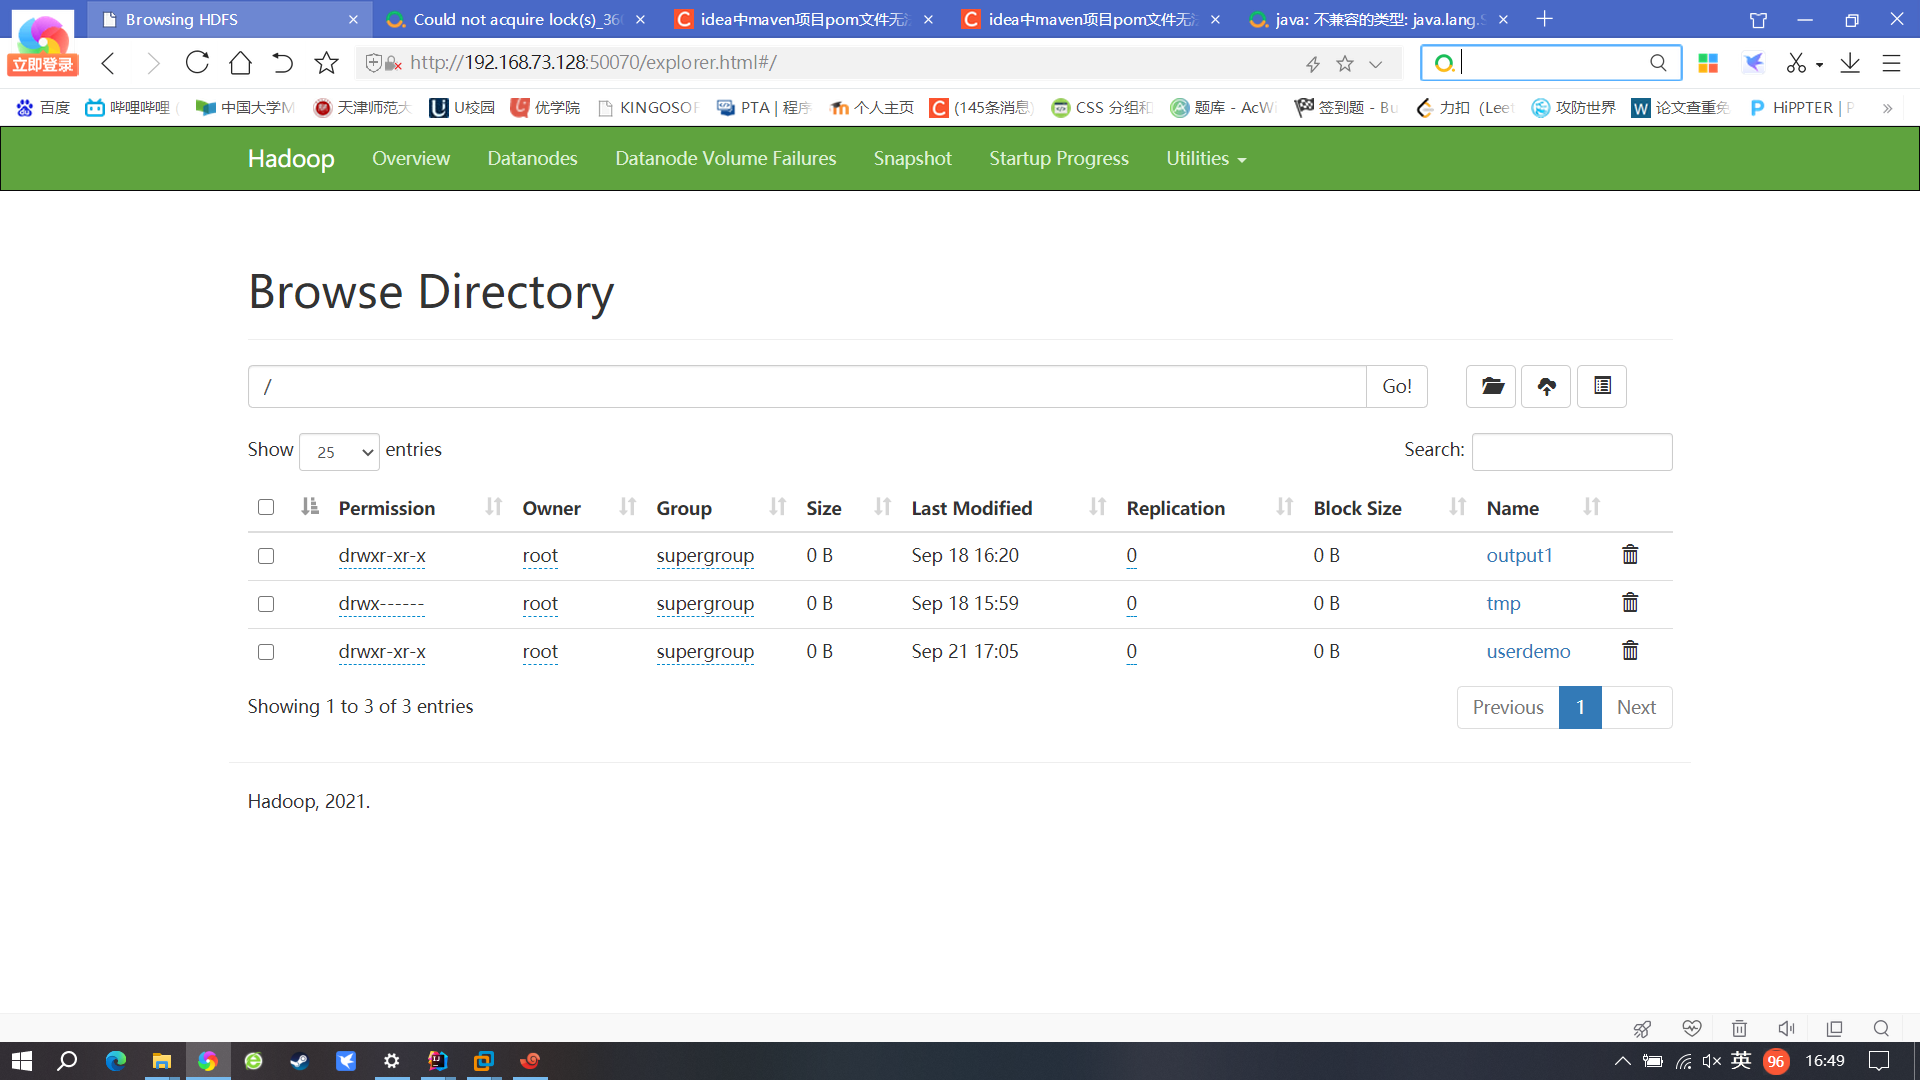 Browsing HDFS
Could not acquire lock(s)_36
idea中maven项目pom文件无
idea中maven项目pom文件无
java: 不兼容的类型: java.lang.S
立即登录
http://192.168.73.128:50070/explorer.html#/
百度
哔哩哔哩 (
中国大学M
天津师范大
U校园
优学院
KINGOSOF
PTA | 程序
个人主页
(145条消息)
CSS 分组和
题库 - AcWi
签到题 - Bu
力扣 (Leet
攻防世界
论文查重免
HiPPTER | P
Hadoop
Overview
Datanodes
Datanode Volume Failures
Snapshot
Startup Progress
Utilities
Browse Directory
/
Go!
Show 25 entries
Search:
Permission Owner Group Size Last Modified Replication Block Size Name
drwxr-xr-x root supergroup 0 B Sep 18 16:20 0 0 B output1
drwx------ root supergroup 0 B Sep 18 15:59 0 0 B tmp
drwxr-xr-x root supergroup 0 B Sep 21 17:05 0 0 B userdemo
Showing 1 to 3 of 3 entries
Previous 1 Next
Hadoop, 2021.
英
96
16:49